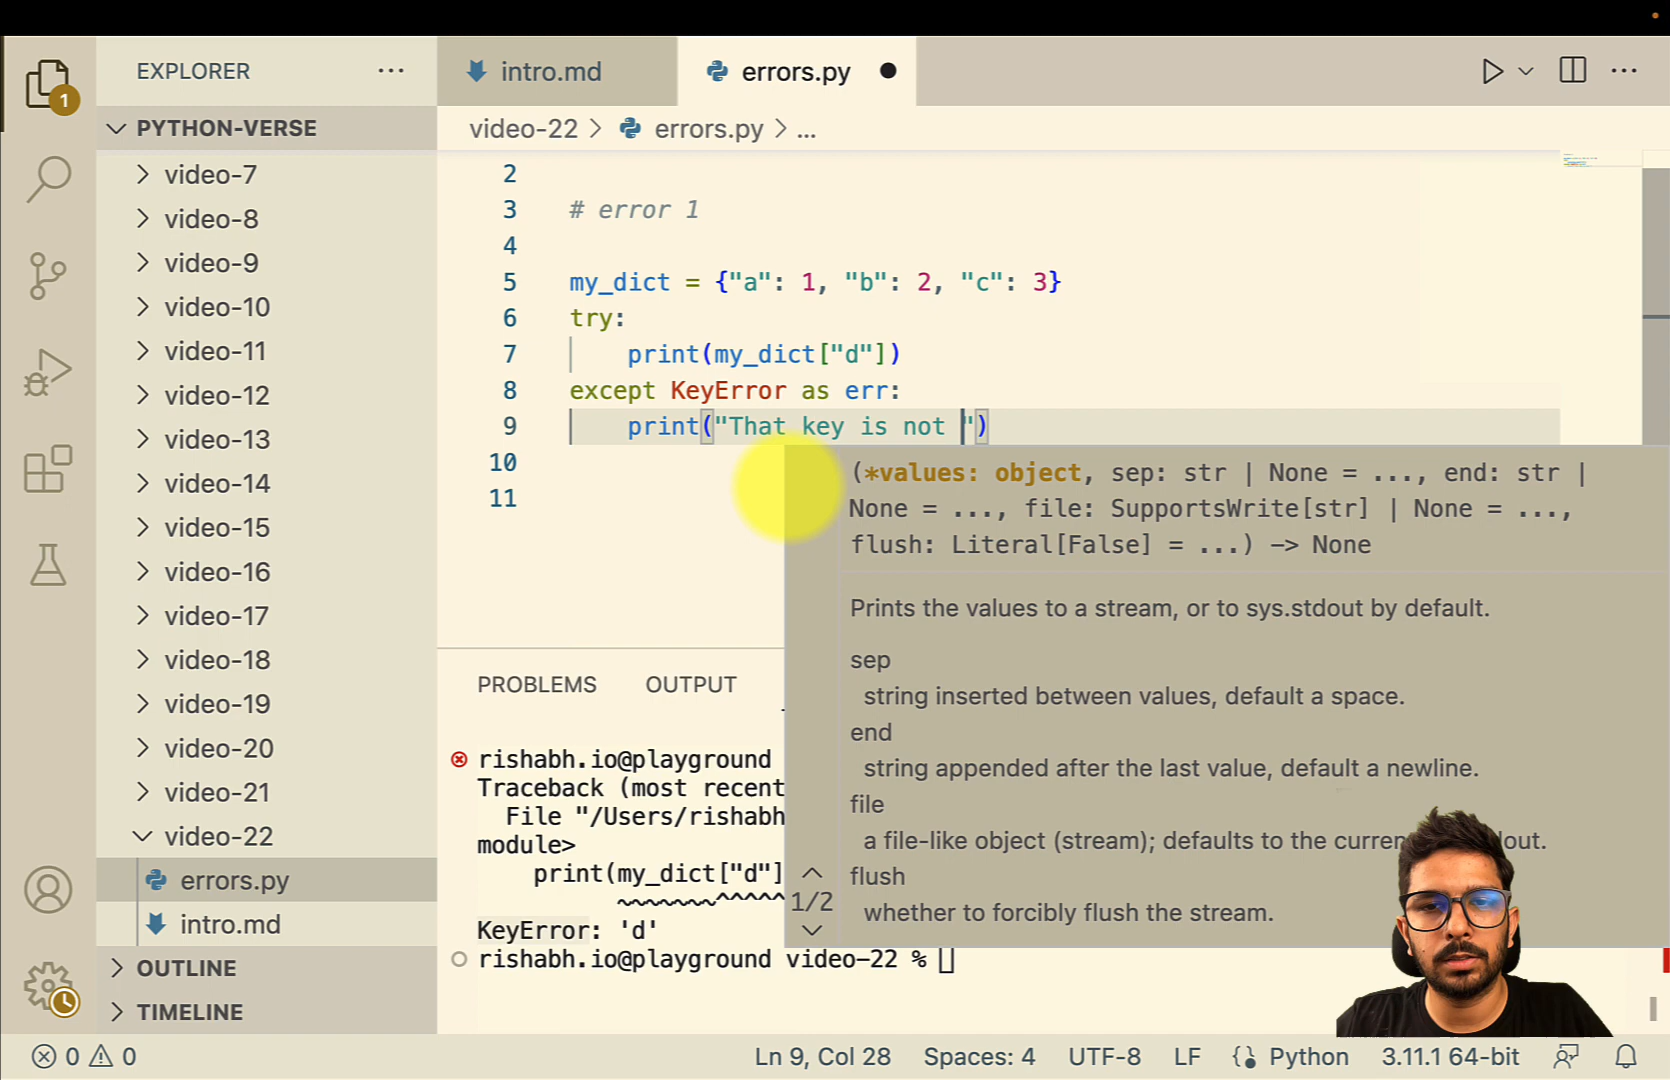 EXPLORER
...
intro.md
errors.py
...
1
PYTHON-VERSE
video-22 > errors.py > ...
video-7
video-8
video-9
video-10
video-11
video-12
video-13
video-14
video-15
video-16
video-17
video-18
video-19
video-20
video-21
video-22
errors.py
intro.md
OUTLINE
TIMELINE
2
3 # error 1
4
5 my_dict = {"a": 1, "b": 2, "c": 3}
6 try:
7 print(my_dict["d"])
8 except KeyError as err:
9 print("That key is not ")
10
11
(*values: object, sep: str | None = ..., end: str |
None = ..., file: SupportsWrite[str] | None = ...,
flush: Literal[False] = ...) -> None
Prints the values to a stream, or to sys.stdout by default.
sep
string inserted between values, default a space.
end
string appended after the last value, default a newline.
file
a file-like object (stream); defaults to the curren
out.
flush
whether to forcibly flush the stream.
1/2
PROBLEMS OUTPUT
rishabh.io@playground
Traceback (most recent
File "/Users/rishabh
module>
print(my_dict["d"]
KeyError: 'd'
rishabh.io@playground video-22 %
0 0
Ln 9, Col 28 Spaces: 4 UTF-8 LF Python 3.11.1 64-bit